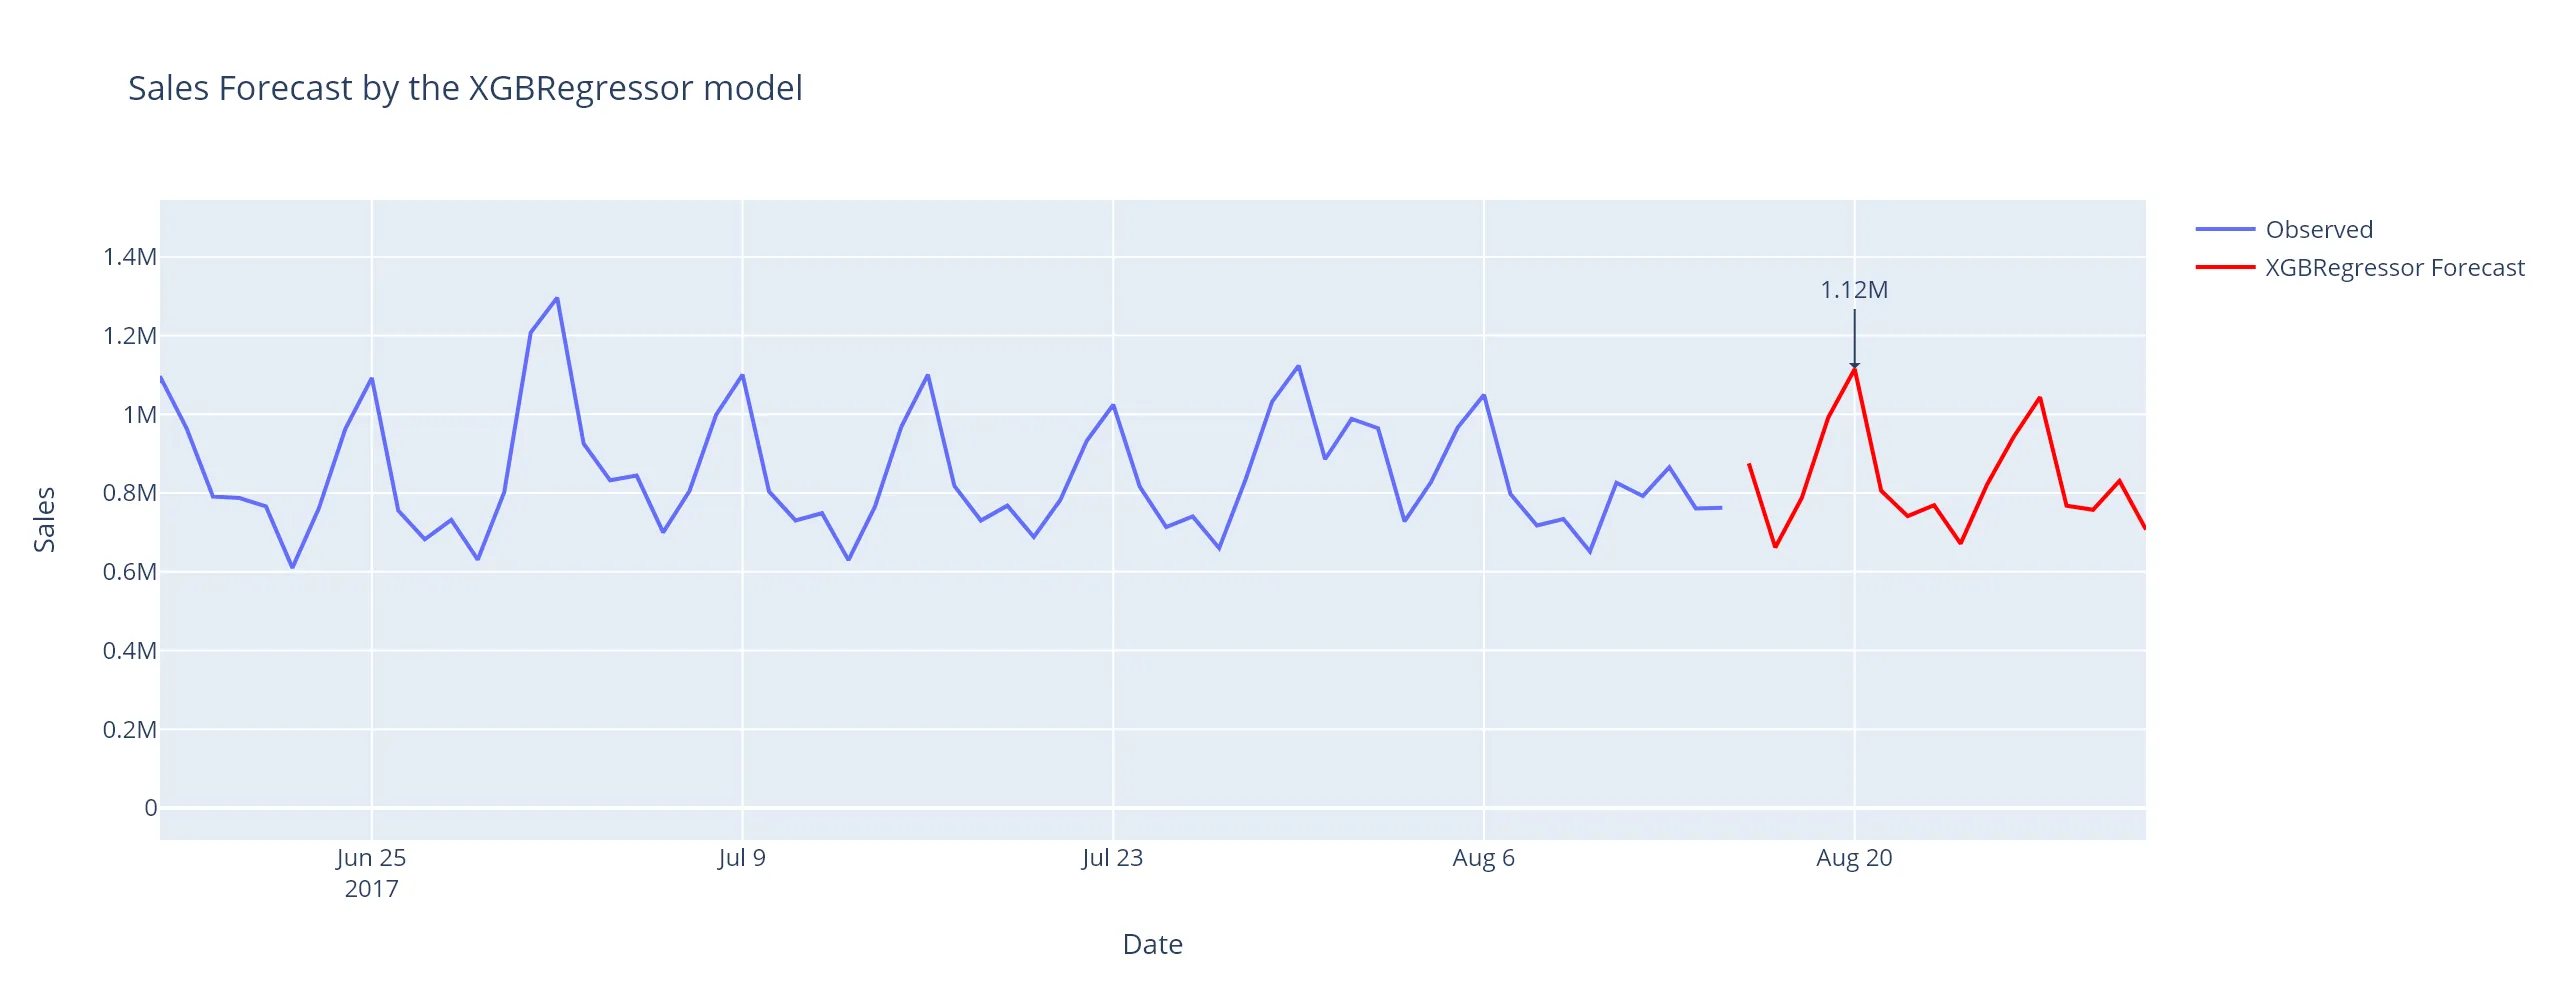 Sales Forecast by the XGBRegressor model
Observed
XGBRegressor Forecast
1.12M
1.4M
1.2M
1M
0.8M
0.6M
0.4M
0.2M
0
Sales
Jun 25
2017
Jul 9
Jul 23
Aug 6
Aug 20
Date